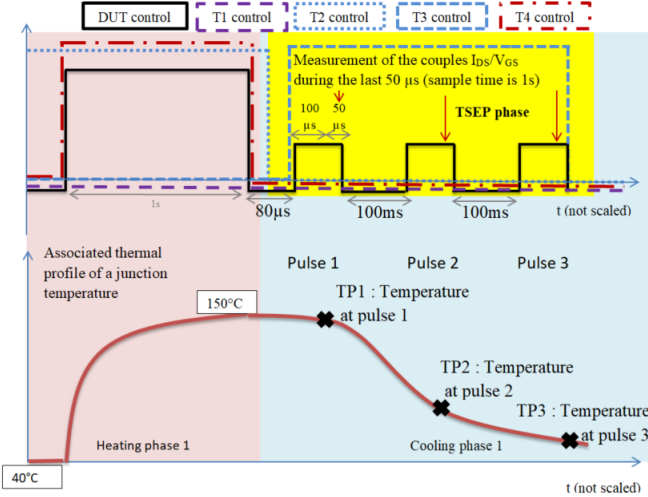 DUT control
T1 control
T2 control
T3 control
T4 control
Measurement of the couples IDS/VGS
during the last 50 µs (sample time is 1s)
100
µs
50
µs
TSEP phase
1s
80µs
100ms
100ms
t (not scaled)
Associated thermal
profile of a junction
temperature
Pulse 1
Pulse 2
Pulse 3
150°C
TP1 : Temperature
at pulse 1
TP2 : Temperature
at pulse 2
TP3 : Temperature
at pulse 3
Heating phase 1
Cooling phase 1
40°C
t (not scaled)